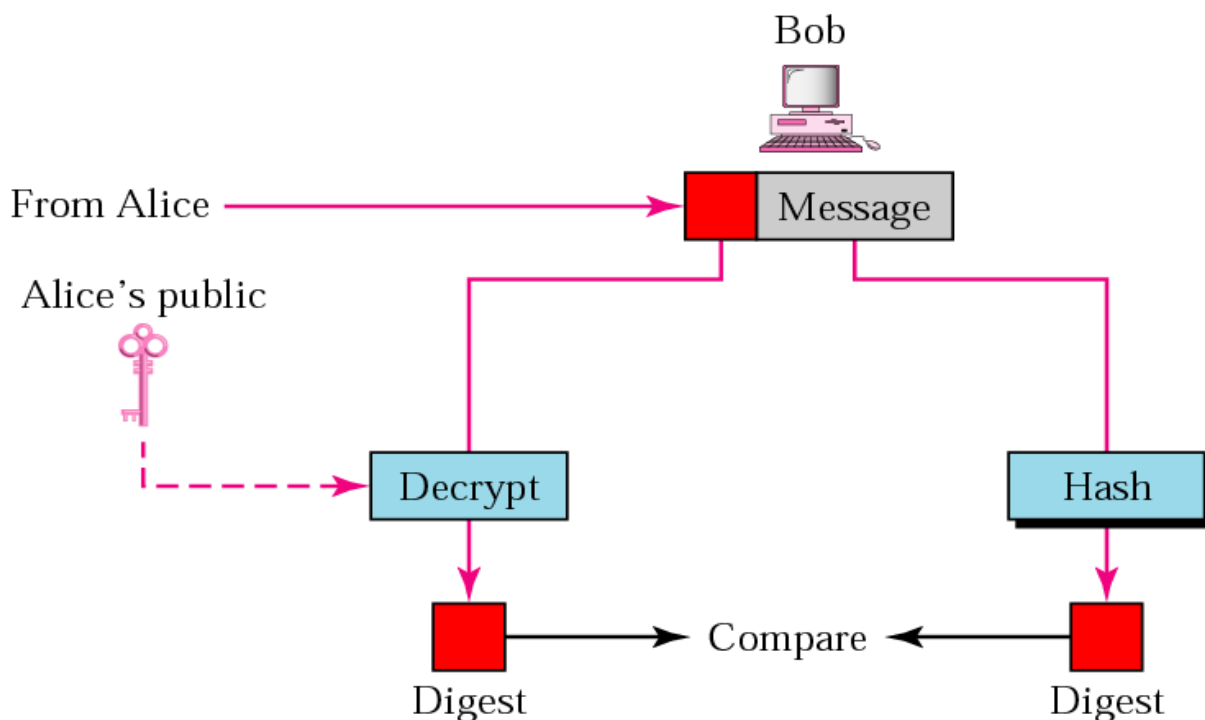 Bob
From Alice
Message
Alice’s public
Decrypt
Hash
Compare
Digest
Digest